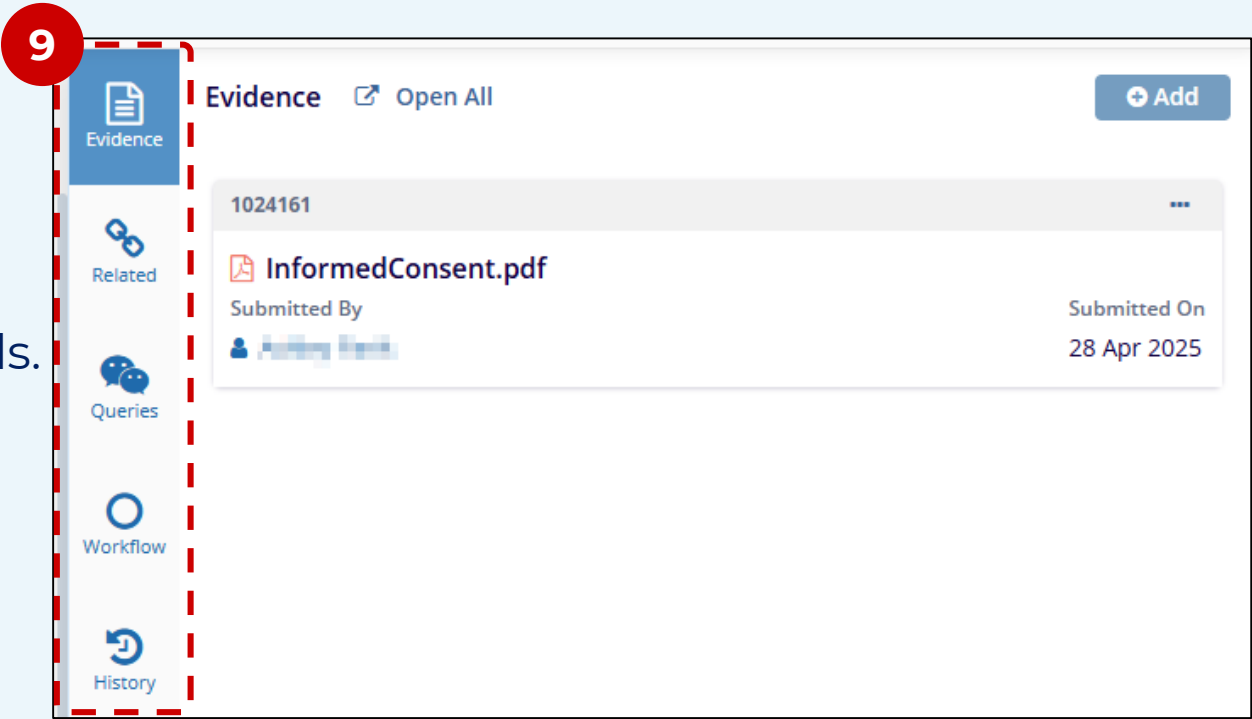 9
Evidence
Evidence Open All
Add
1024161
Related
InformedConsent.pdf
Submitted By
Submitted On
28 Apr 2025
ls.
Queries
Workflow
History